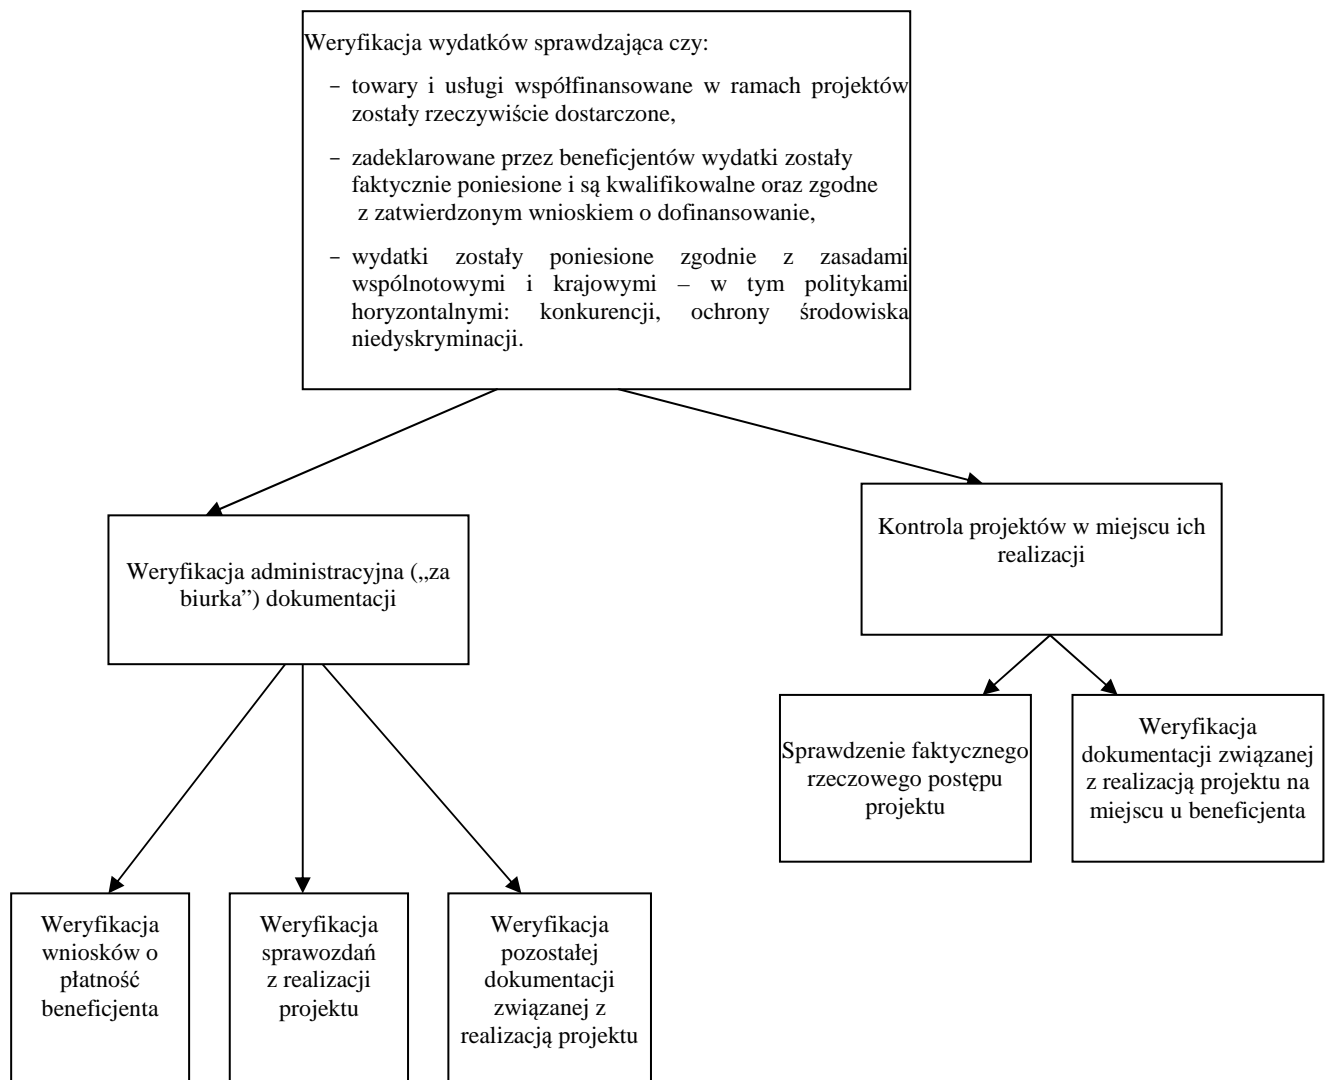 Weryfikacja wydatków sprawdzająca czy:
– towary i usługi współfinansowane w ramach projektów
zostały rzeczywiście dostarczone,
– zadeklarowane przez beneficjentów wydatki zostały
faktycznie poniesione i są kwalifikowalne oraz zgodne
z zatwierdzonym wnioskiem o dofinansowanie,
– wydatki zostały poniesione zgodnie z zasadami
wspólnotowymi i krajowymi – w tym politykami
horyzontalnymi: konkurencji, ochrony środowiska
niedyskryminacji.
Weryfikacja administracyjna („za
biurka”) dokumentacji
Kontrola projektów w miejscu ich
realizacji
Sprawdzenie faktycznego
rzeczowego postępu
projektu
Weryfikacja
dokumentacji związanej
z realizacją projektu na
miejscu u beneficjenta
Weryfikacja
wniosków o
płatność
beneficjenta
Weryfikacja
sprawozdań
z realizacji
projektu
Weryfikacja
pozostałej
dokumentacji
związanej z
realizacją projektu